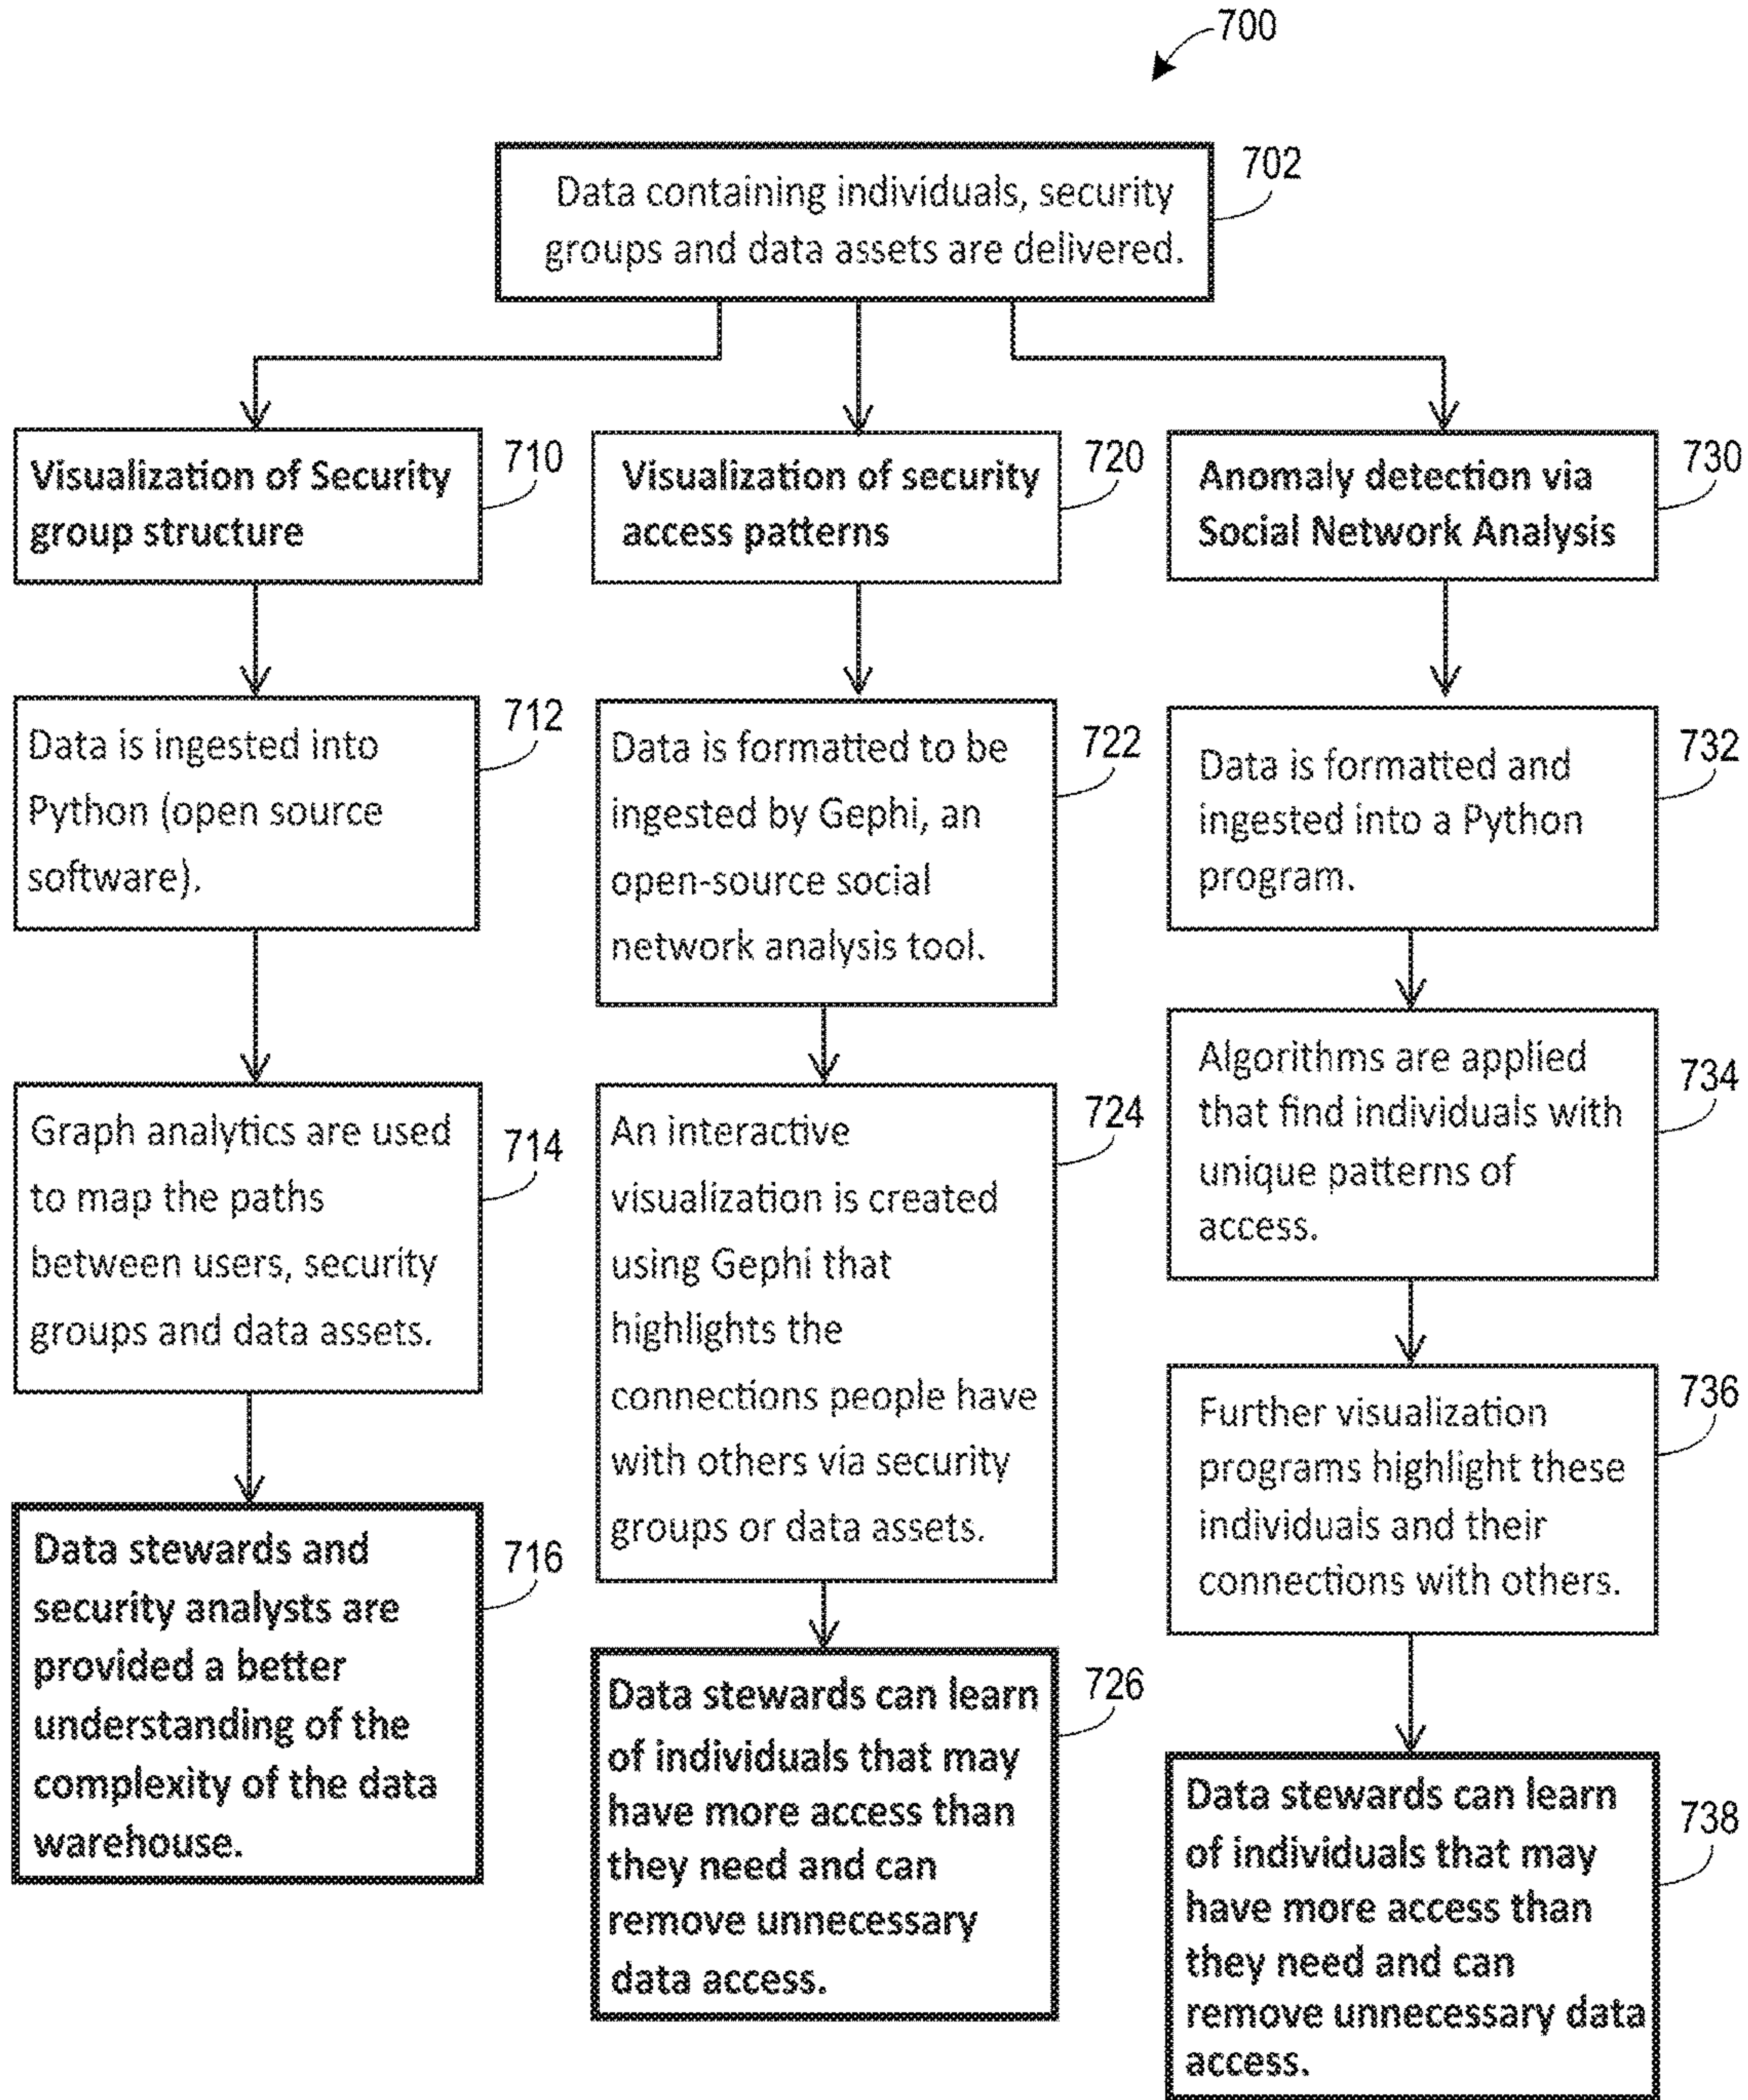 700
Data containing individuals, security
groups and data assets are delivered.
702
Visualization of Security
group structure
710
Data is ingested into
Python (open source
software).
712
Graph analytics are used
to map the paths
between users, security
groups and data assets.
714
Data stewards and
security analysts are
provided a better
understanding of the
complexity of the data
warehouse.
716
Visualization of security
access patterns
720
Data is formatted to be
ingested by Gephi, an
open-source social
network analysis tool.
722
An interactive
visualization is created
using Gephi that
highlights the
connections people have
with others via security
groups or data assets.
724
Data stewards can learn
of individuals that may
have more access than
they need and can
remove unnecessary
data access.
726
Anomaly detection via
Social Network Analysis
730
Data is formatted and
ingested into a Python
program.
732
Algorithms are applied
that find individuals with
unique patterns of
access.
734
Further visualization
programs highlight these
individuals and their
connections with others.
736
Data stewards can learn
of individuals that may
have more access than
they need and can
remove unnecessary data
access.
738